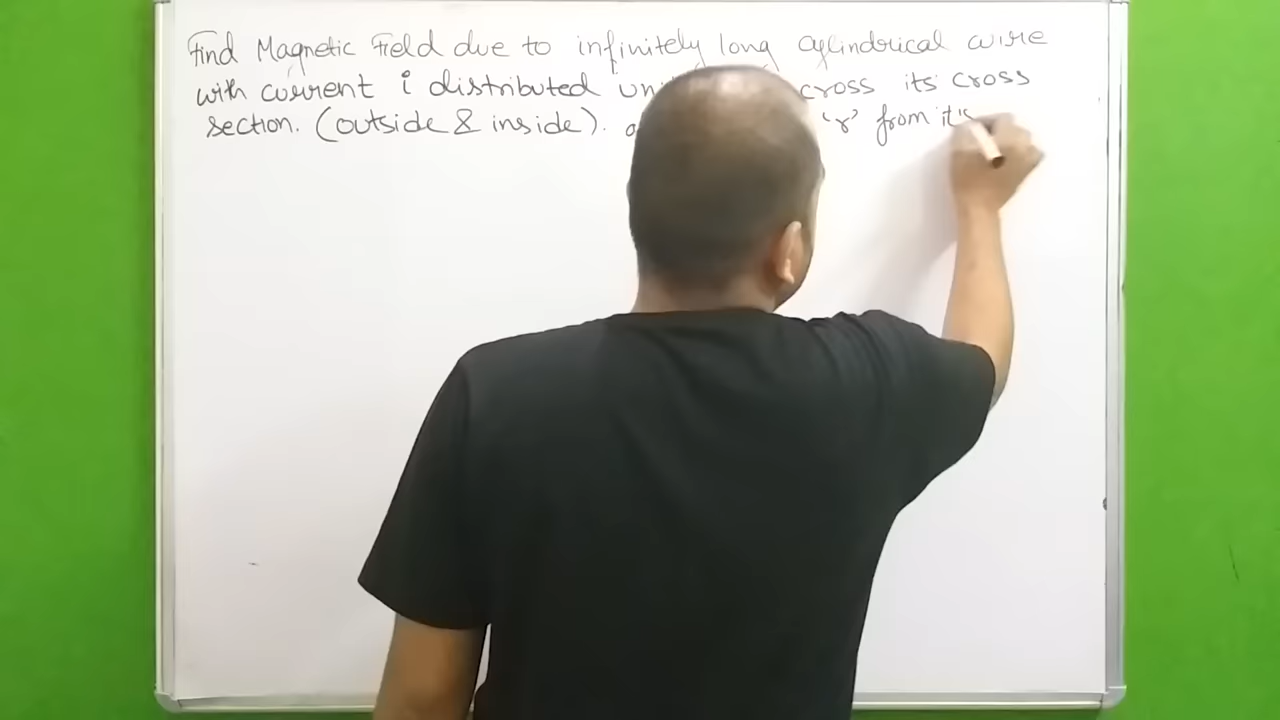 Find Magnetic Field due to infinitely long cylindrical wire
with current i distributed cross its cross
section. (outside & inside). 'r' from it's